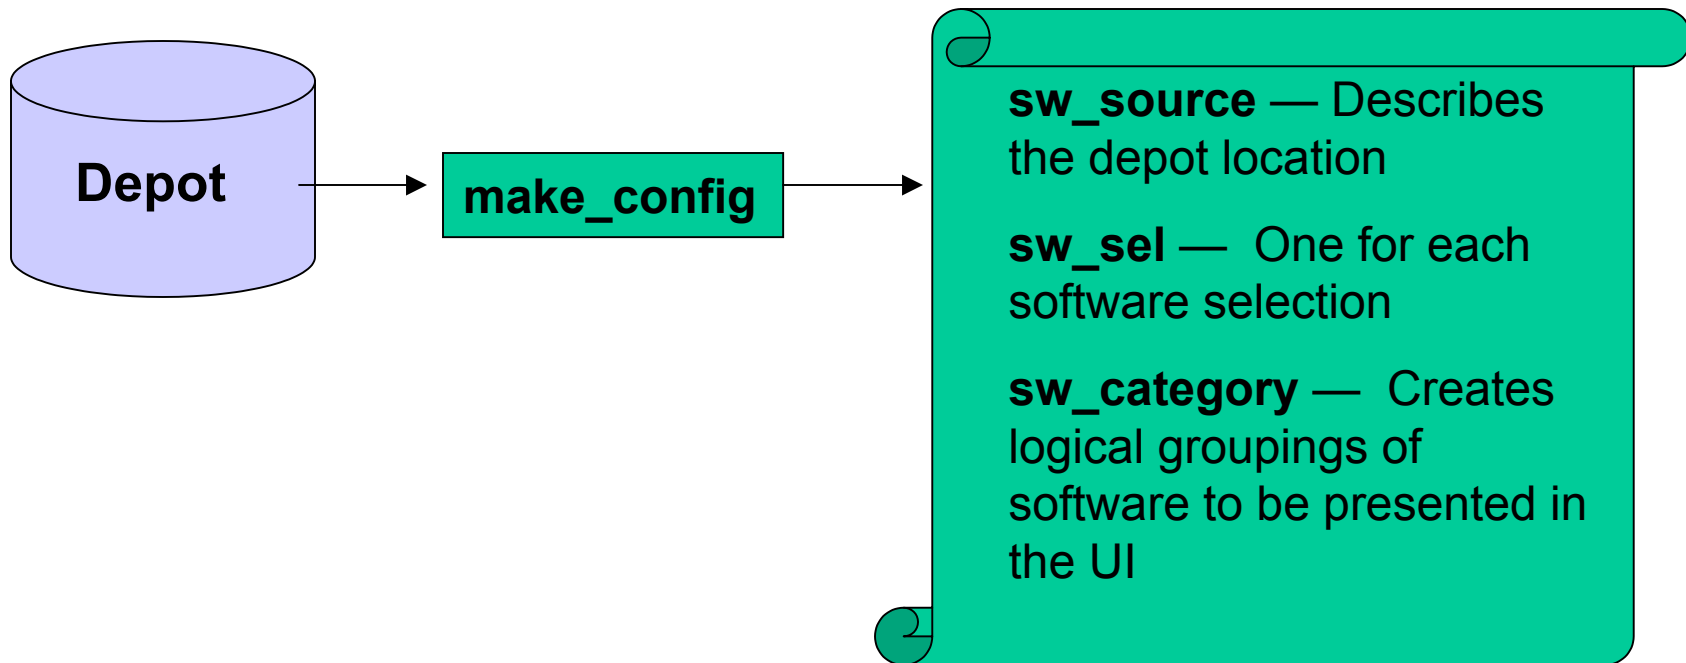 Depot
make_config
sw_source — Describes
the depot location
sw_sel — One for each
software selection
sw_category — Creates
logical groupings of
software to be presented in
the UI